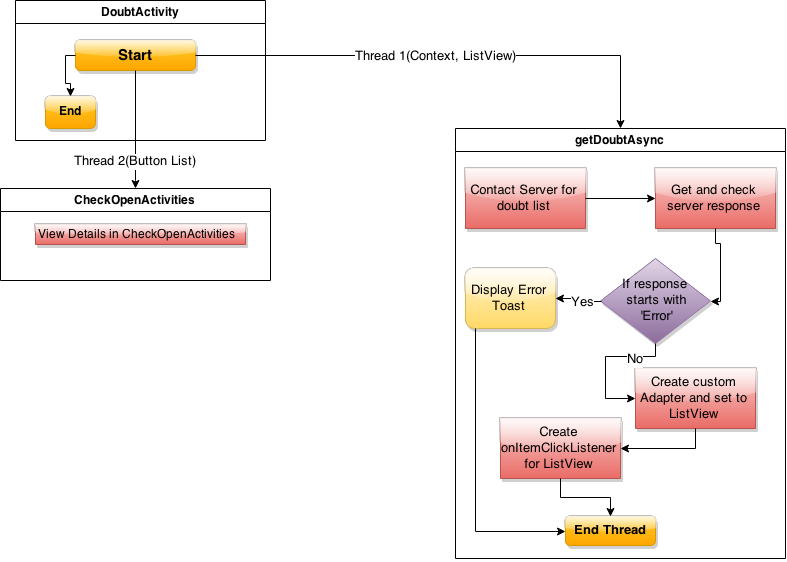 DoubtActivity
Start
End
Thread 1(Context, ListView)
Thread 2(Button List)
CheckOpenActivities
View Details in CheckOpenActivities
getDoubtAsync
Contact Server for
doubt list
Get and check
server response
If response
starts with
'Error'
Yes
Display Error
Toast
No
Create custom
Adapter and set to
ListView
Create
onItemClickListener
for ListView
End Thread